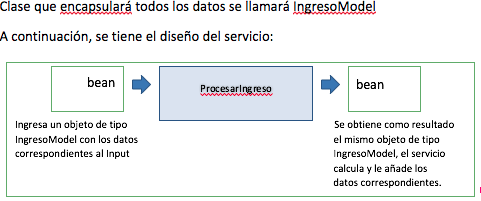 Clase que encapsulará todos los datos se llamará IngresoModel
A continuación, se tiene el diseño del servicio:
bean
ProcesarIngreso
bean
Ingresa un objeto de tipo
IngresoModel con los datos
correspondientes al Input
Se obtiene como resultado
el mismo objeto de tipo
IngresoModel, el servicio
calcula y le añade los
datos correspondientes.